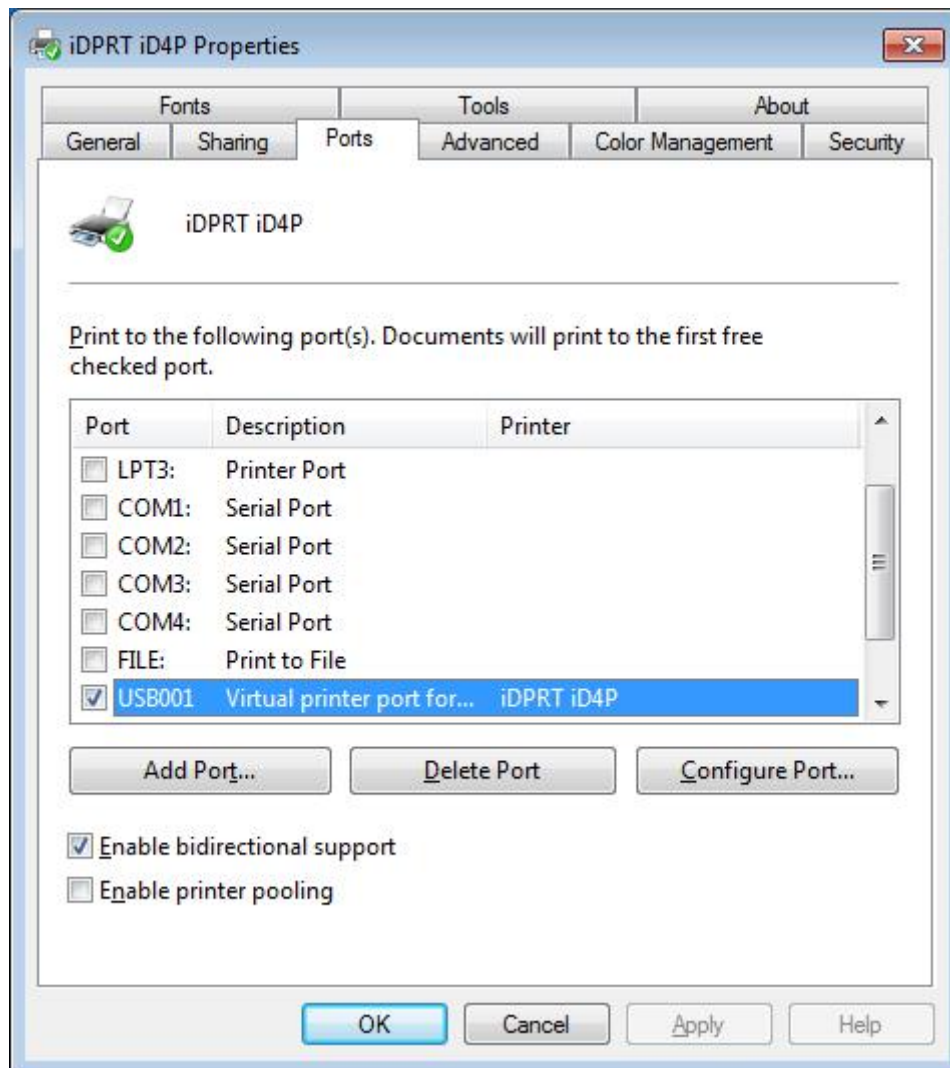 iDPRT iD4P Properties
Fonts Tools About
General Sharing Ports Advanced Color Management Security
iDPRT iD4P
Print to the following port(s). Documents will print to the first free
checked port.
Port Description Printer
LPT3: Printer Port
COM1: Serial Port
COM2: Serial Port
COM3: Serial Port
COM4: Serial Port
FILE: Print to File
USB001 Virtual printer port for... iDPRT iD4P
Add Port... Delete Port Configure Port...
Enable bidirectional support
Enable printer pooling
OK Cancel Apply Help